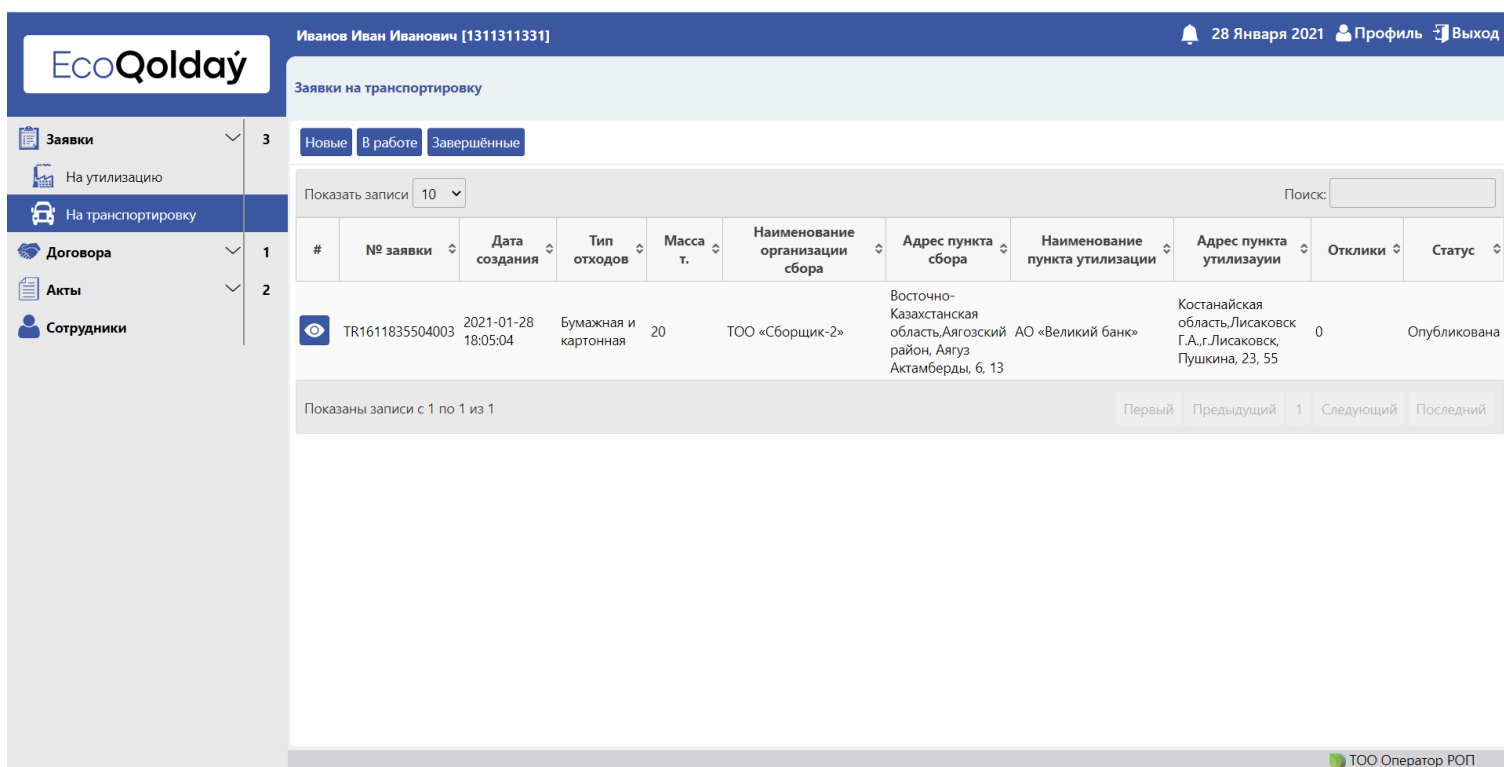 EcoQoldaý
Иванов Иван Иванович [1311311331]
28 Января 2021 Профиль Выход
Заявки на транспортировку
Заявки 3
На утилизацию
На транспортировку
Договора 1
Акты 2
Сотрудники
Новые В работе Завершённые
Показать записи 10 Поиск:
# № заявки Дата создания Тип отходов Масса т. Наименование организации сбора Адрес пункта сбора Наименование пункта утилизации Адрес пункта утилизауии Отклики Статус
TR1611835504003 2021-01-28 18:05:04 Бумажная и картонная 20 ТОО «Сборщик-2» Восточно-Казахстанская область,Аягозский район, Аягуз Актамберды, 6, 13 АО «Великий банк» Костанайская область,Лисаковск Г.А.,г.Лисаковск, Пушкина, 23, 55 0 Опубликована
Показаны записи с 1 по 1 из 1 Первый Предыдущий 1 Следующий Последний
ТОО Оператор РОП